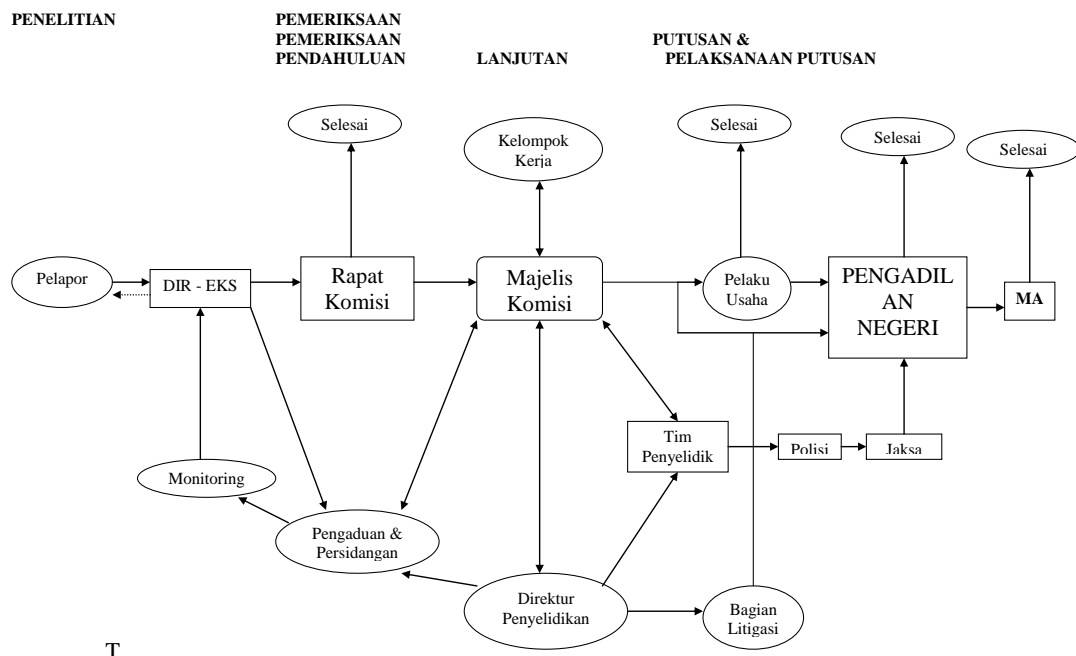 PENELITIAN
PEMERIKSAAN
PEMERIKSAAN
PENDAHULUAN
LANJUTAN
PUTUSAN &
PELAKSANAAN PUTUSAN
Selesai
Kelompok
Kerja
Selesai
Selesai
Selesai
Pelapor
DIR - EKS
Rapat
Komisi
Majelis
Komisi
Pelaku
Usaha
PENGADIL
AN
NEGERI
MA
Tim
Penyelidik
Polisi
Jaksa
Monitoring
Pengaduan &
Persidangan
Direktur
Penyelidikan
Bagian
Litigasi
T